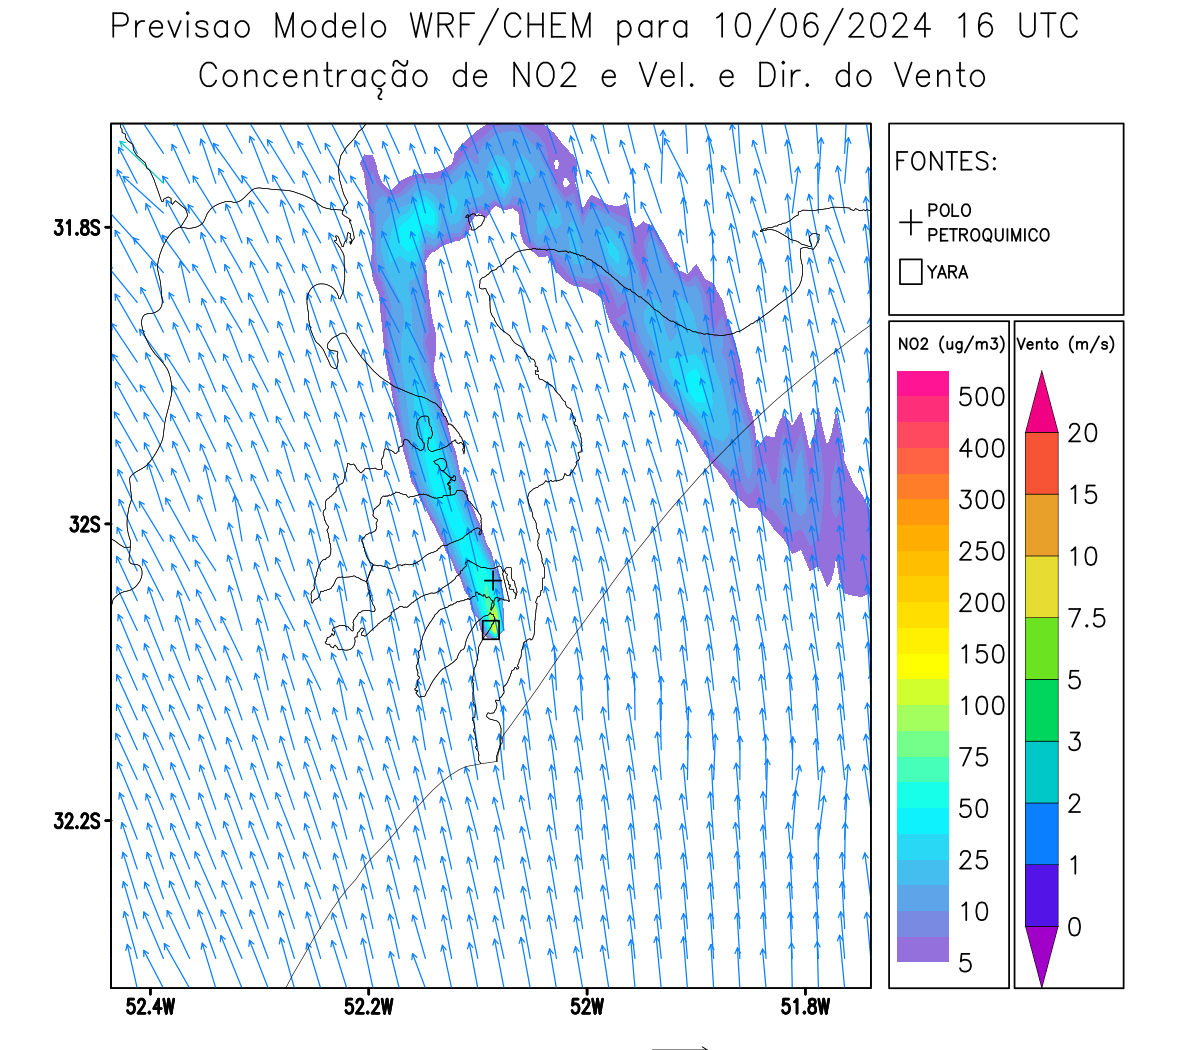 Previsao Modelo WRF/CHEM para 10/06/2024 16 UTC
Concentração de NO2 e Vel. e Dir. do Vento
FONTES:
POLO
PETROQUIMICO
YARA
NO2 (ug/m3)
500
400
300
250
200
150
100
75
50
25
10
5
Vento (m/s)
20
15
10
7.5
5
3
2
1
0
31.8S
32S
32.2S
52.4W
52.2W
52W
51.8W